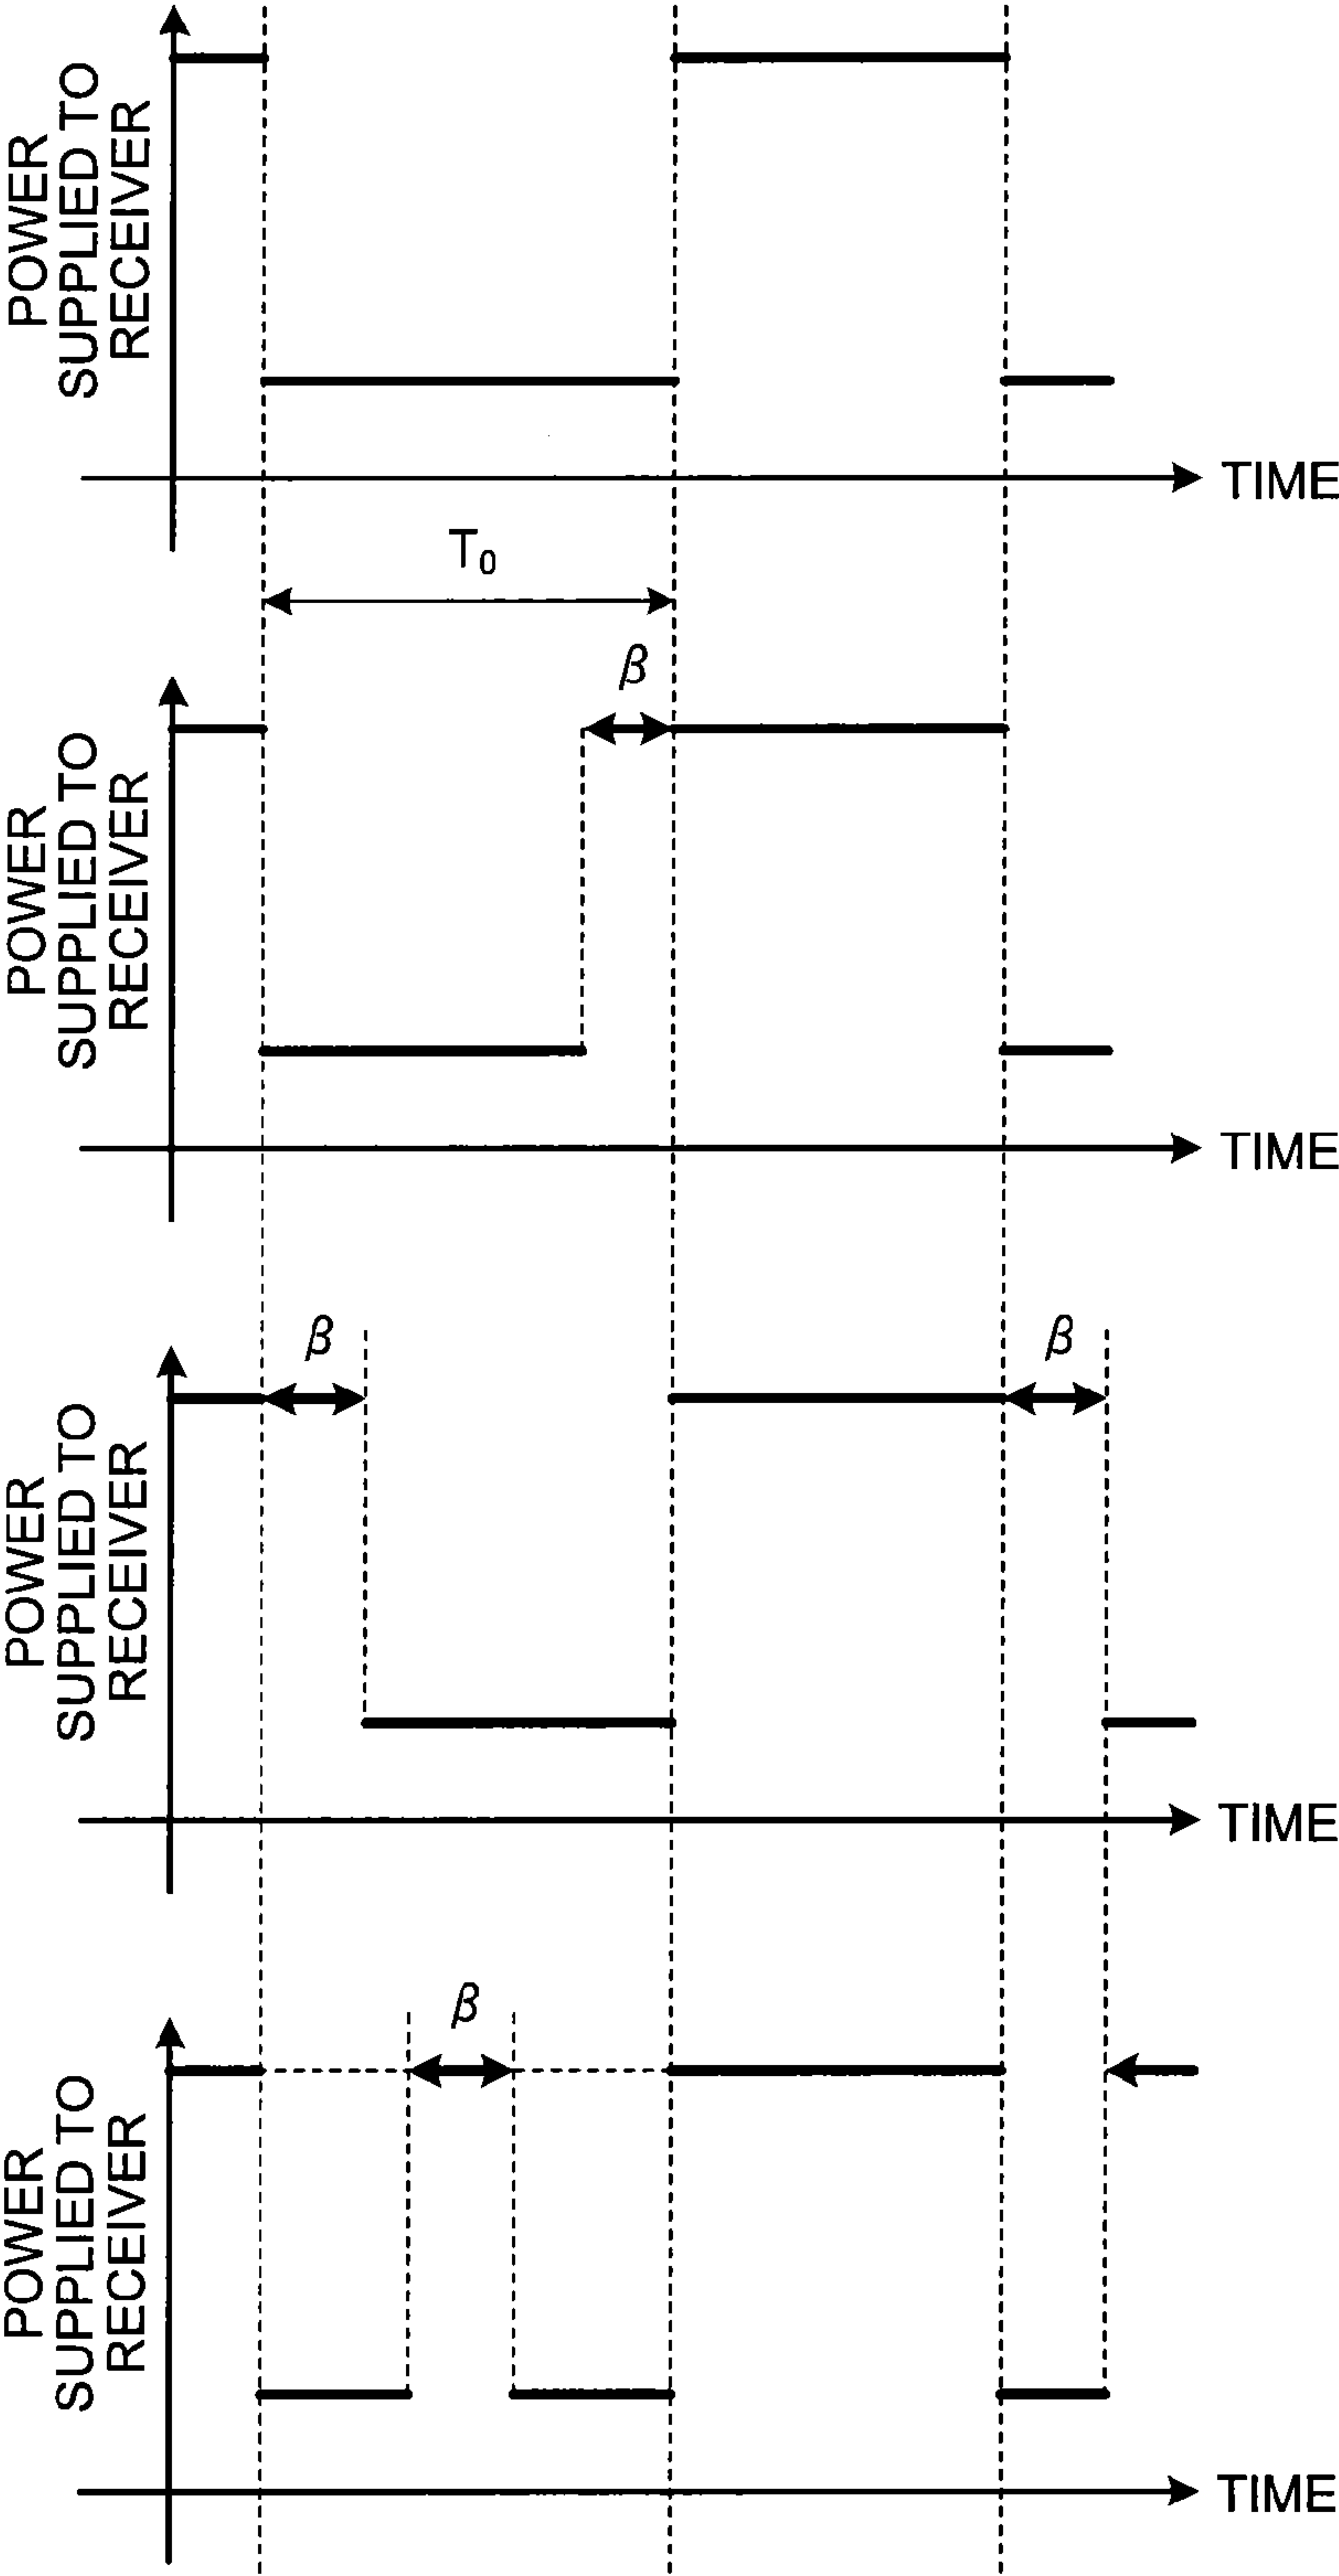 POWER
SUPPLIED TO
RECEIVER
TIME
T₀
β
POWER
SUPPLIED TO
RECEIVER
TIME
β
β
POWER
SUPPLIED TO
RECEIVER
TIME
β
POWER
SUPPLIED TO
RECEIVER
TIME